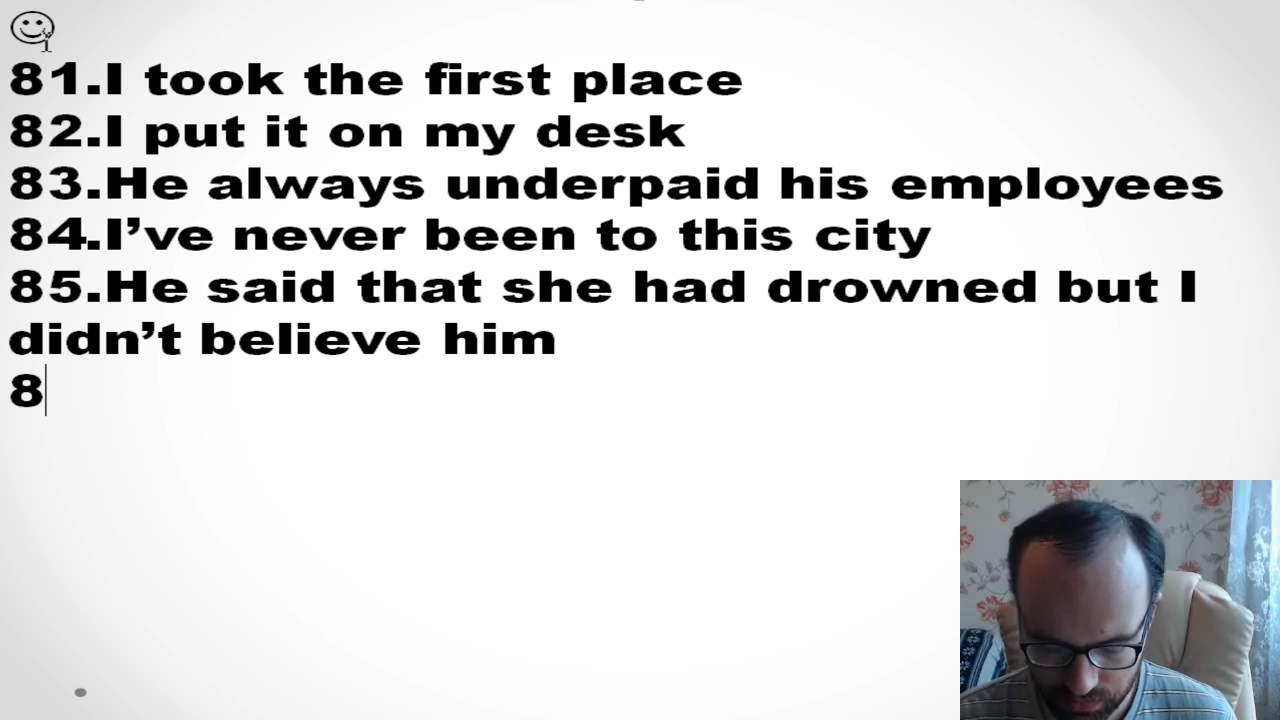 81.I took the first place
82.I put it on my desk
83.He always underpaid his employees
84.I’ve never been to this city
85.He said that she had drowned but I
didn’t believe him
8